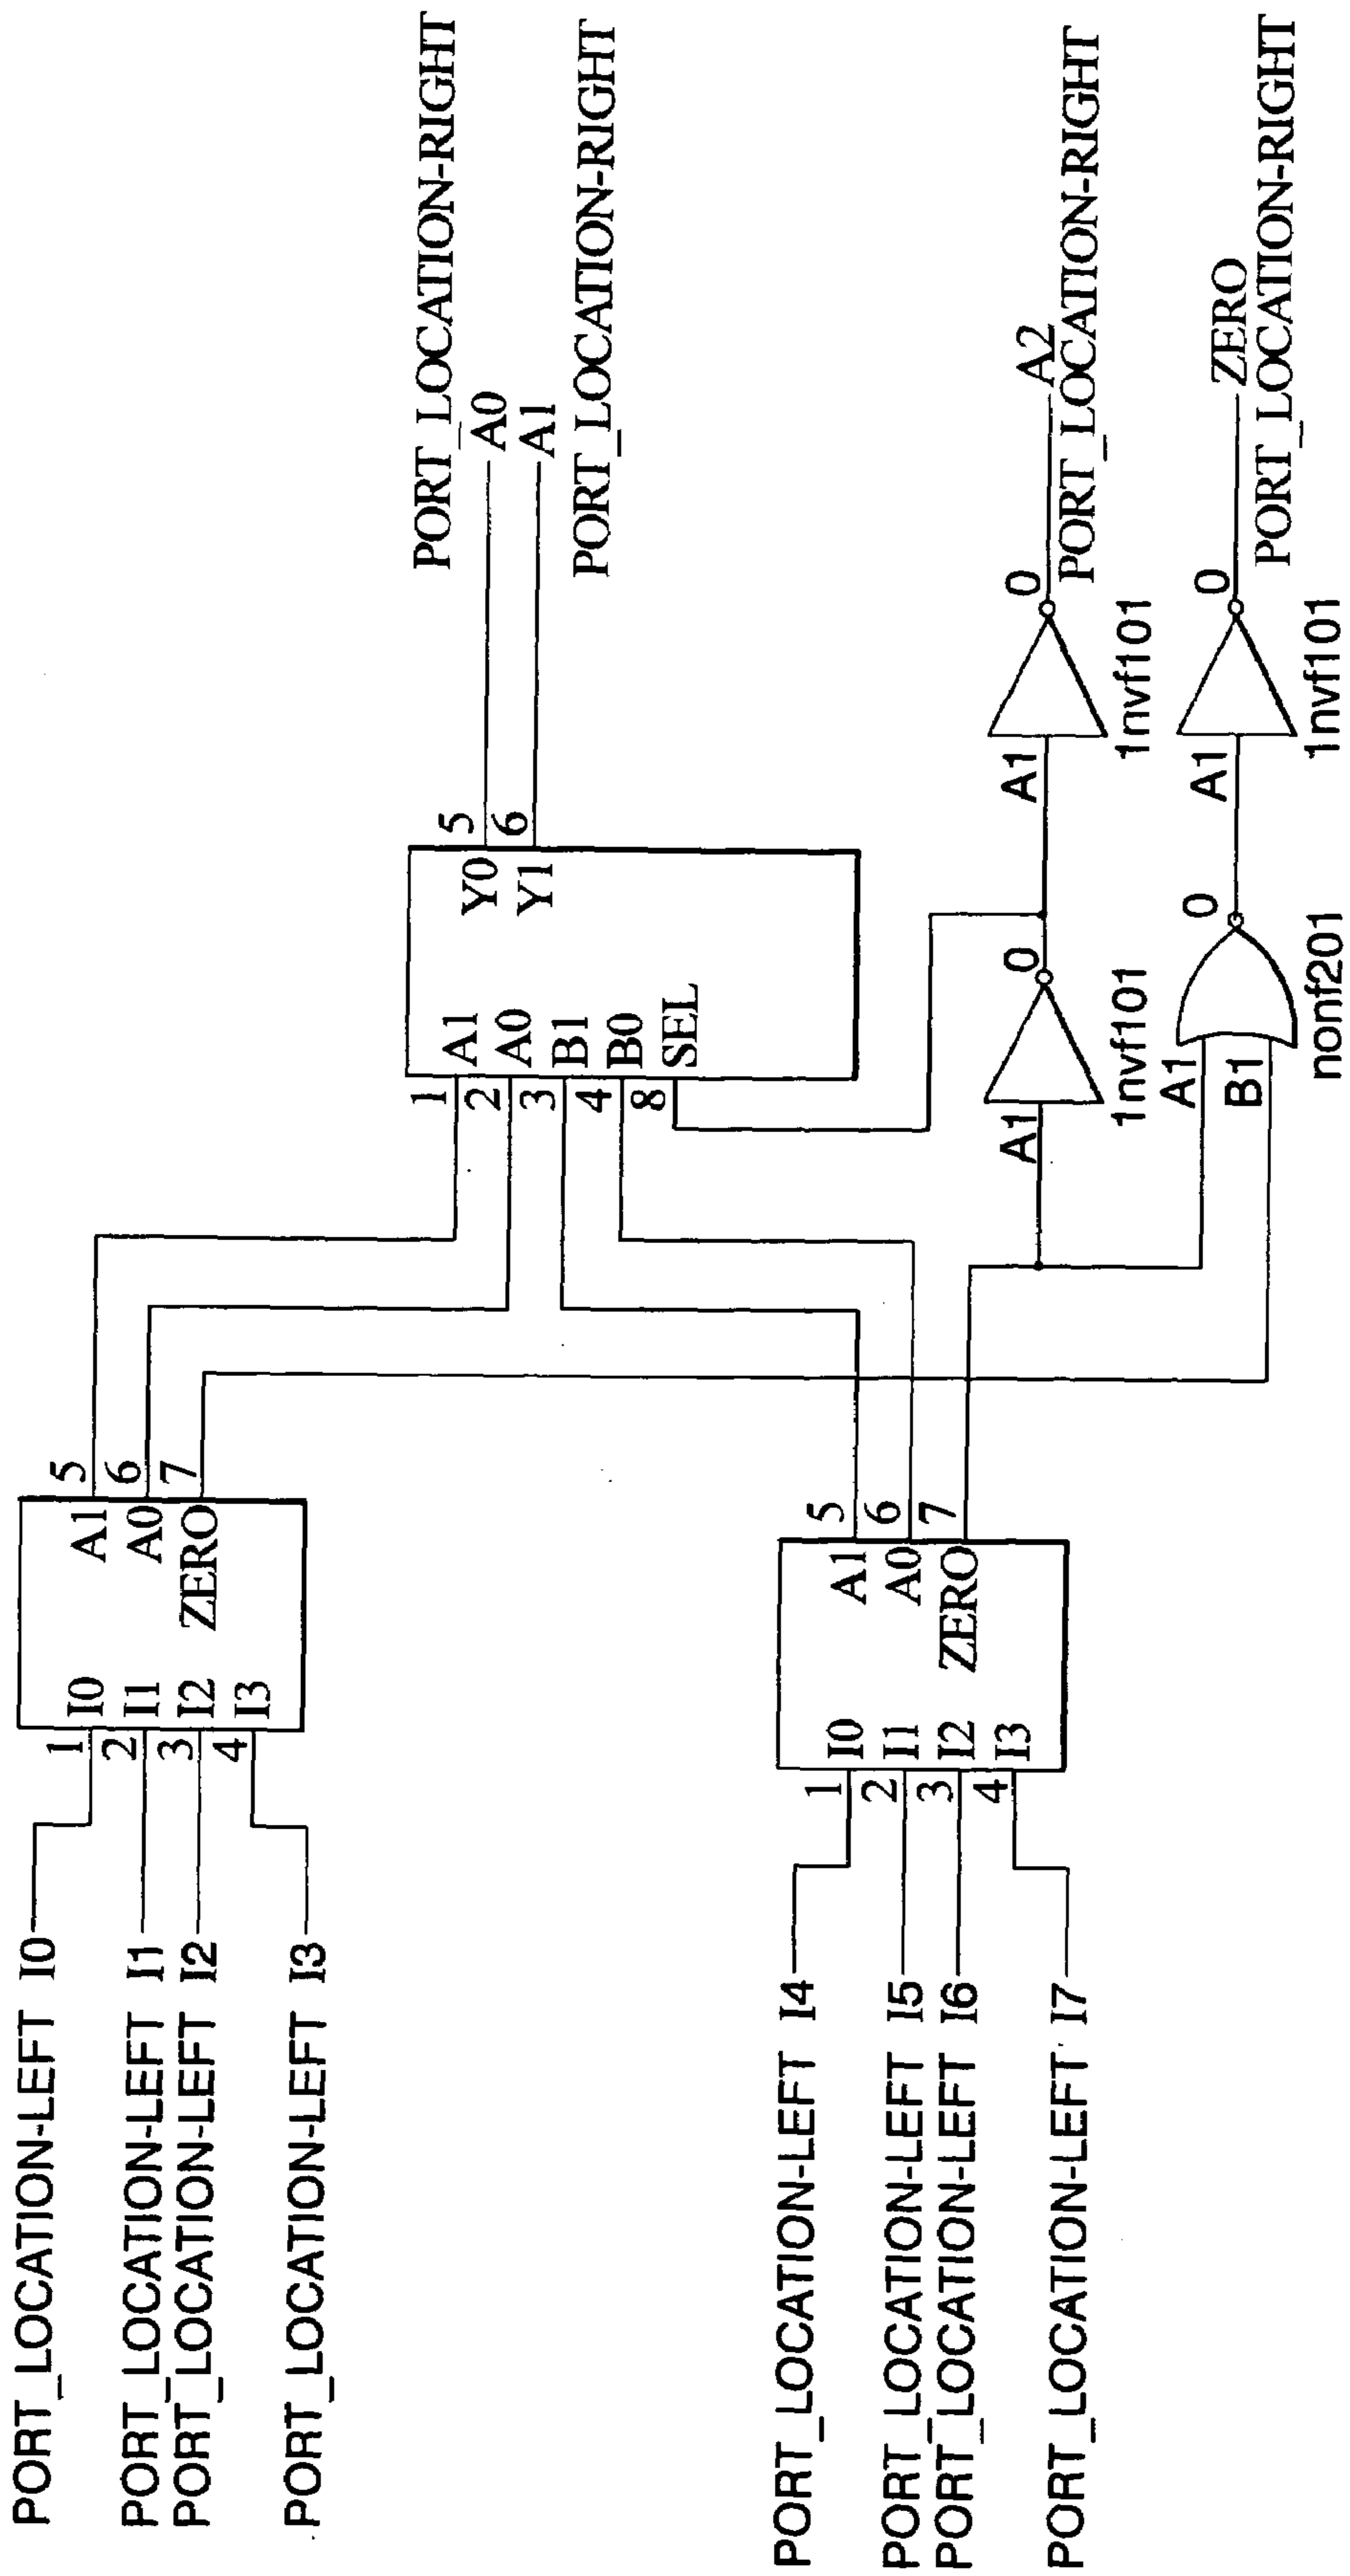 PORT_LOCATION-LEFT I0
PORT_LOCATION-LEFT I1
PORT_LOCATION-LEFT I2
PORT_LOCATION-LEFT I3
1 I0
2 I1
3 I2
4 I3
A1 5
A0 6
ZERO 7
PORT_LOCATION-LEFT I4
PORT_LOCATION-LEFT I5
PORT_LOCATION-LEFT I6
PORT_LOCATION-LEFT I7
1 I0
2 I1
3 I2
4 I3
A1 5
A0 6
ZERO 7
1 A1
2 A0
3 B1
4 B0
8 SEL
Y0 5
Y1 6
PORT_LOCATION-RIGHT
A0
A1
PORT_LOCATION-RIGHT
A1
0
1nvf101
A1
0
1nvf101
A2
PORT_LOCATION-RIGHT
A1
B1
0
nonf201
A1
0
1nvf101
ZERO
PORT_LOCATION-RIGHT